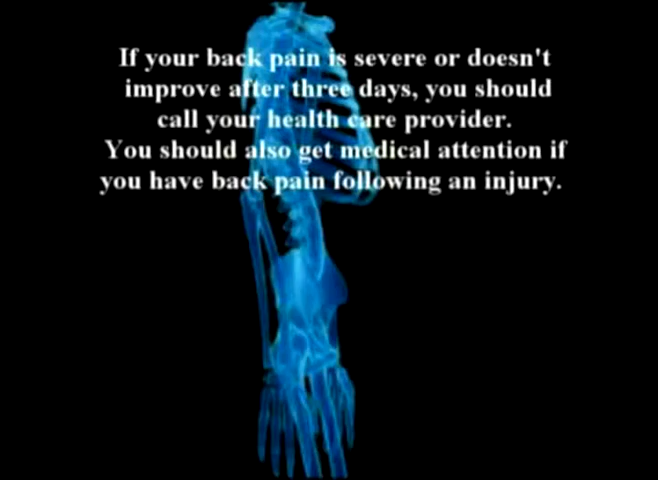 If your back pain is severe or doesn't
improve after three days, you should
call your health care provider.
You should also get medical attention if
you have back pain following an injury.